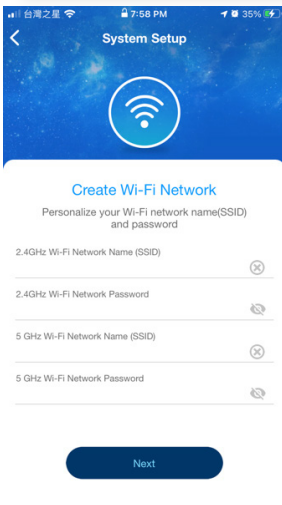 台灣之星 7:58 PM 35%
System Setup
Create Wi-Fi Network
Personalize your Wi-Fi network name(SSID)
and password
2.4GHz Wi-Fi Network Name (SSID)
2.4GHz Wi-Fi Network Password
5 GHz Wi-Fi Network Name (SSID)
5 GHz Wi-Fi Network Password
Next